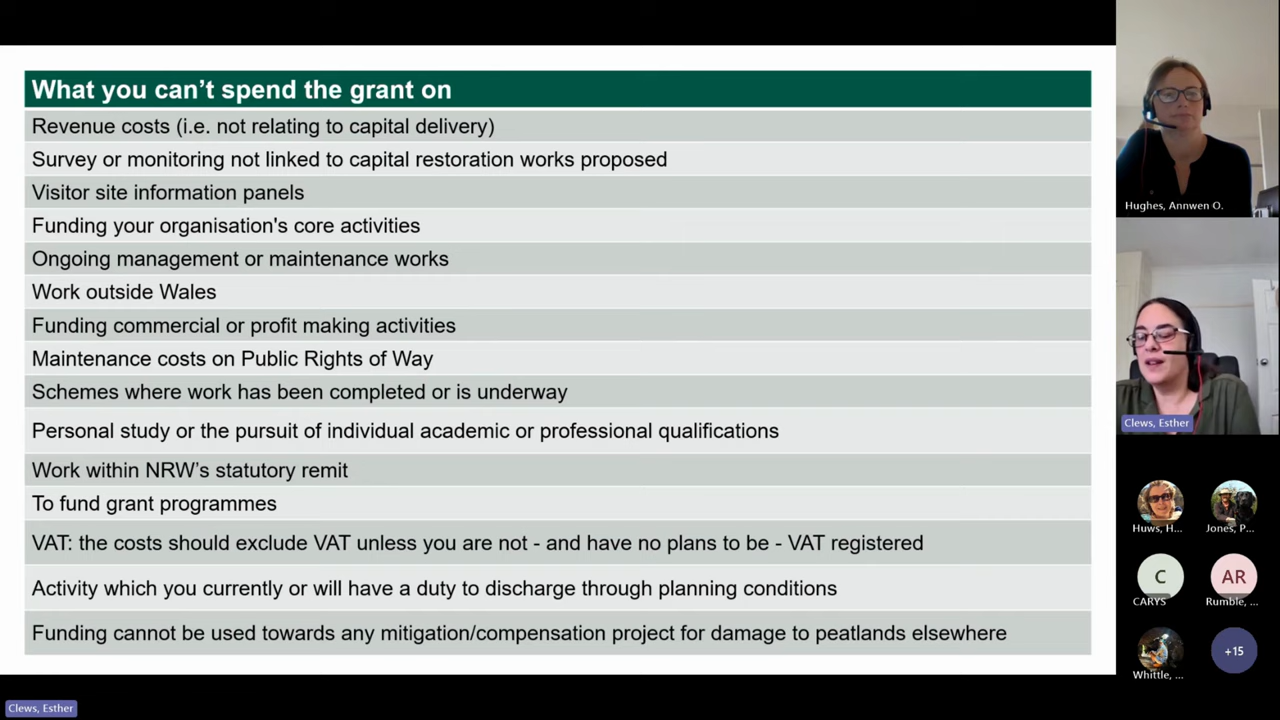 What you can’t spend the grant on
Revenue costs (i.e. not relating to capital delivery)
Survey or monitoring not linked to capital restoration works proposed
Visitor site information panels
Funding your organisation's core activities
Ongoing management or maintenance works
Work outside Wales
Funding commercial or profit making activities
Maintenance costs on Public Rights of Way
Schemes where work has been completed or is underway
Personal study or the pursuit of individual academic or professional qualifications
Work within NRW’s statutory remit
To fund grant programmes
VAT: the costs should exclude VAT unless you are not - and have no plans to be - VAT registered
Activity which you currently or will have a duty to discharge through planning conditions
Funding cannot be used towards any mitigation/compensation project for damage to peatlands elsewhere
Hughes, Annwen O.
Clews, Esther
Huws, H...
Jones, P...
C
AR
CARYS
Rumble, ...
+15
Whittle, ...
Clews, Esther